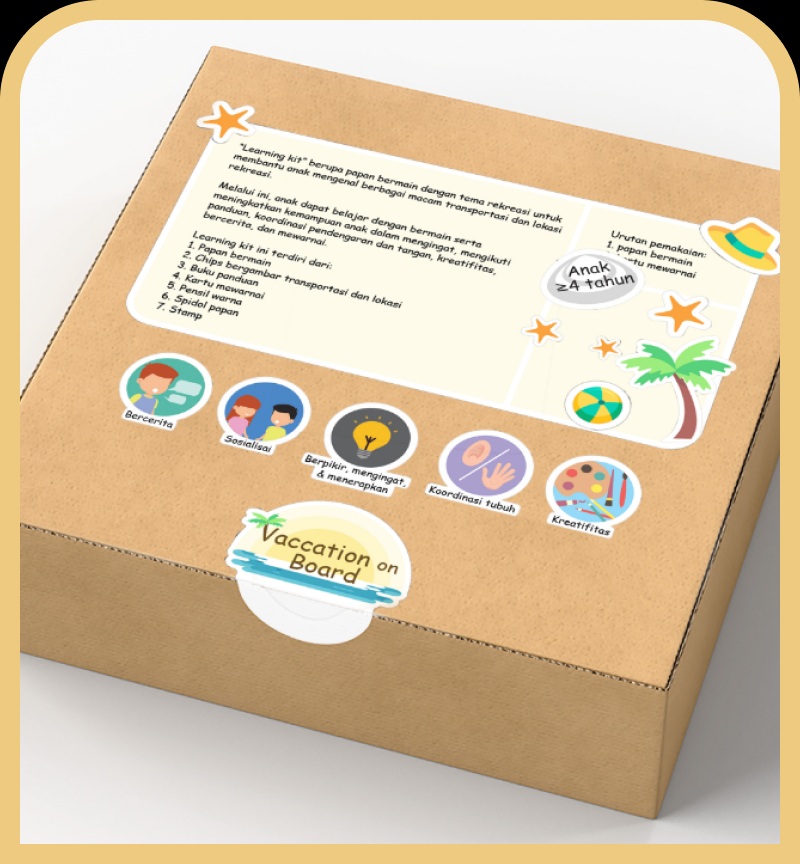 "Learning kit" berupa papan bermain dengan tema rekreasi untuk
membantu anak mengenal berbagai macam transportasi dan lokasi
rekreasi.
Melalui ini, anak dapat belajar dengan bermain serta
meningkatkan kemampuan anak dalam mengingat, mengikuti
panduan, koordinasi pendengaran dan tangan, kreatifitas,
bercerita, dan mewarnai.
Learning kit ini terdiri dari:
1. Papan bermain
2. Chips bergambar transportasi dan lokasi
3. Buku panduan
4. Kartu mewarnai
5. Pensil warna
6. Spidol papan
7. Stamp
Urutan pemakaian:
1. papan bermain
mewarnai
Anak
≥4 tahun
Bercerita
Sosialisai
Berpikir, mengingat,
& menerapkan
Koordinasi tubuh
Kreatifitas
Vaccation on
Board